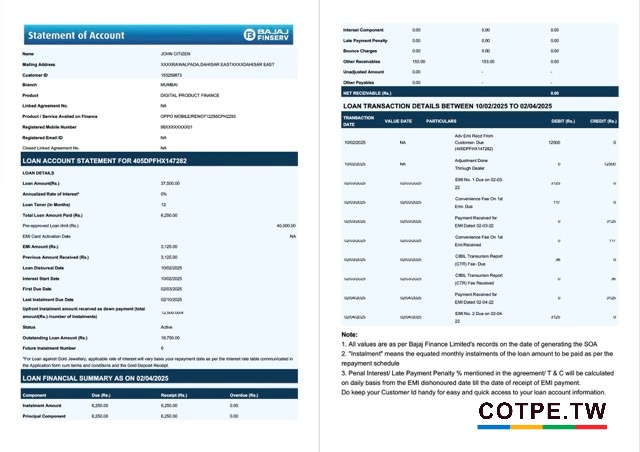 Statement of Account
BAJAJ
FINSERV
Name JOHN CITIZEN
Mailing Address XXXXRAWALPADA,DAHISAR EASTXXXXDAHISAR EAST
Customer ID 153259873
Branch MUMBAI
Product DIGITAL PRODUCT FINANCE
Linked Agreement No. NA
Product / Service Availed on Finance OPPO MOBILE/RENO
Registered Mobile Number
Registered Email ID NA
Closed Linked Agreement No. NA
LOAN ACCOUNT STATEMENT FOR 405DPFHX147282
LOAN DETAILS
Loan Amount(Rs.) 37,500.00
Annualized Rate of Interest* 0%
Loan Tenor (In Months) 12
Total Loan Amount Paid (Rs.) 6,250.00
Pre-approved Loan limit (Rs.) 40,000.00
EMI Card Activation Date NA
EMI Amount (Rs.) 3,125.00
Previous Amount Received (Rs.) 3,125.00
Loan Disbursal Date 10/02/2025
Interest Start Date 10/02/2025
First Due Date 02/03/2025
Last Instalment Due Date 02/10/2025
Upfront instalment amount received as down payment (total
amount(Rs.) /number of instalments)
Status Active
Outstanding Loan Amount (Rs.) 18,750.00
Future Instalment Number 6
*For Loan against Gold Jewellery, applicable rate of interest will vary basis your repayment date as per the interest rate table communicated in
the Application form cum terms and conditions and the Gold Deposit Receipt.
LOAN FINANCIAL SUMMARY AS ON 02/04/2025
Component Due (Rs.) Receipt (Rs.) Overdue (Rs.)
Instalment Amount 6,250.00 6,250.00 0.00
Principal Component 6,250.00 6,250.00 0.00
Interest Component 0.00 0.00 0.00
Late Payment Penalty 0.00 0.00 0.00
Bounce Charges 0.00 0.00 0.00
Other Receivables 153.00 153.00 0.00
Unadjusted Amount 0.00 - -
Other Payables 0.00 - -
NET RECEIVABLE (Rs.) 0.00
LOAN TRANSACTION DETAILS BETWEEN 10/02/2025 TO 02/04/2025
TRANSACTION
DATE VALUE DATE PARTICULARS DEBIT (Rs.) CREDIT (Rs.)
Adv Emi Recd From
10/02/2025 NA Customer- Due 12500 0
(405DPFHX147282)
10/02/2025 NA Adjustment Done 0 12500
Through Dealer
02/03/2025 02/03/2025 EMI No. 1 Due on 02-03- 3125 0
22
02/03/2025 02/03/2025 Convenience Fee On 1st 117 0
Emi- Due
02/03/2025 02/03/2025 Payment Received for 0 3125
EMI Dated 02-03-22
02/03/2025 02/03/2025 Convenience Fee On 1st 0 117
Emi Received
02/03/2025 02/03/2025 CIBIL Transunion Report 36 0
(CTR) Fee- Due
02/03/2025 02/03/2025 CIBIL Transunion Report 0 36
(CTR) Fee Received
02/04/2025 02/04/2025 Payment Received for 0 3125
EMI Dated 02-04-22
02/04/2025 02/04/2025 EMI No. 2 Due on 02-04- 3125 0
22
Note:
1. All values are as per Bajaj Finance Limited's records on the date of generating the SOA
2. "Instalment" means the equated monthly instalments of the loan amount to be paid as per the
repayment schedule
3. Penal Interest/ Late Payment Penalty % mentioned in the agreement/ T & C will be calculated
on daily basis from the EMI dishonoured date till the date of receipt of EMI payment.
Do keep your Customer Id handy for easy and quick access to your loan account information.
COTPE.TW